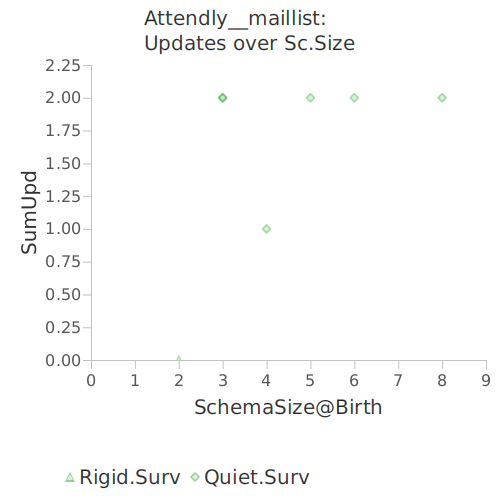 Attendly__maillist:
Updates over Sc.Size
2.25
2.00
1.75
1.50
1.25
1.00
0.75
0.50
0.25
0.00
SumUpd
0 1 2 3 4 5 6 7 8 9
SchemaSize@Birth
Rigid.Surv Quiet.Surv